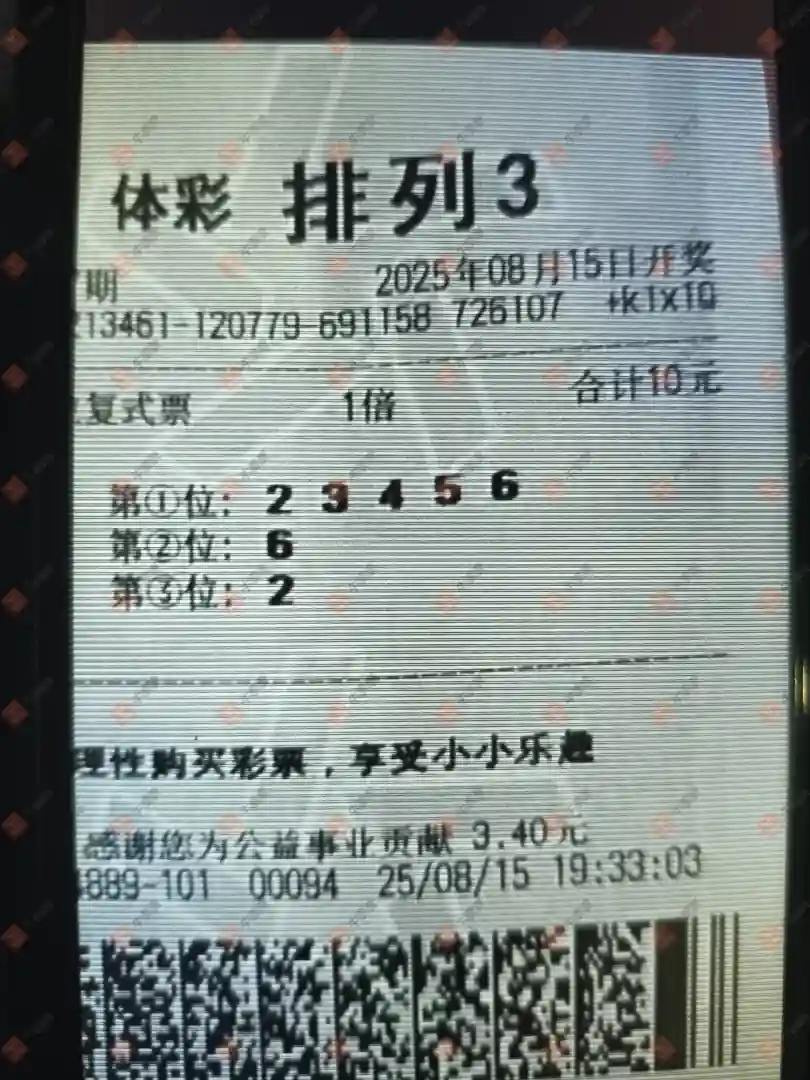 体彩 排列3
期 2025年08月15日开奖
13461-120779-691158 726107 +k1x10
复式票 1倍 合计10元
第①位: 2 3 4 5 6
第②位: 6
第③位: 2
理性购买彩票，享受小小乐趣
感谢您为公益事业贡献 3.40元
889-101 00094 25/08/15 19:33:03